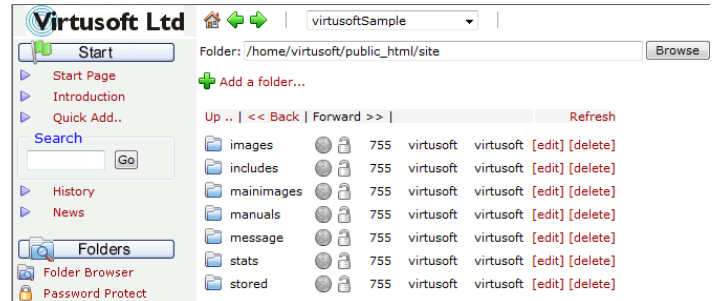 Virtusoft Ltd
virtusoftSample
Start
Start Page
Introduction
Quick Add..
Search
Go
History
News
Folders
Folder Browser
Password Protect
Folder: /home/virtusoft/public_html/site Browse
Add a folder...
Up .. | << Back | Forward >> | Refresh
images 755 virtusoft virtusoft [edit] [delete]
includes 755 virtusoft virtusoft [edit] [delete]
mainimages 755 virtusoft virtusoft [edit] [delete]
manuals 755 virtusoft virtusoft [edit] [delete]
message 755 virtusoft virtusoft [edit] [delete]
stats 755 virtusoft virtusoft [edit] [delete]
stored 755 virtusoft virtusoft [edit] [delete]